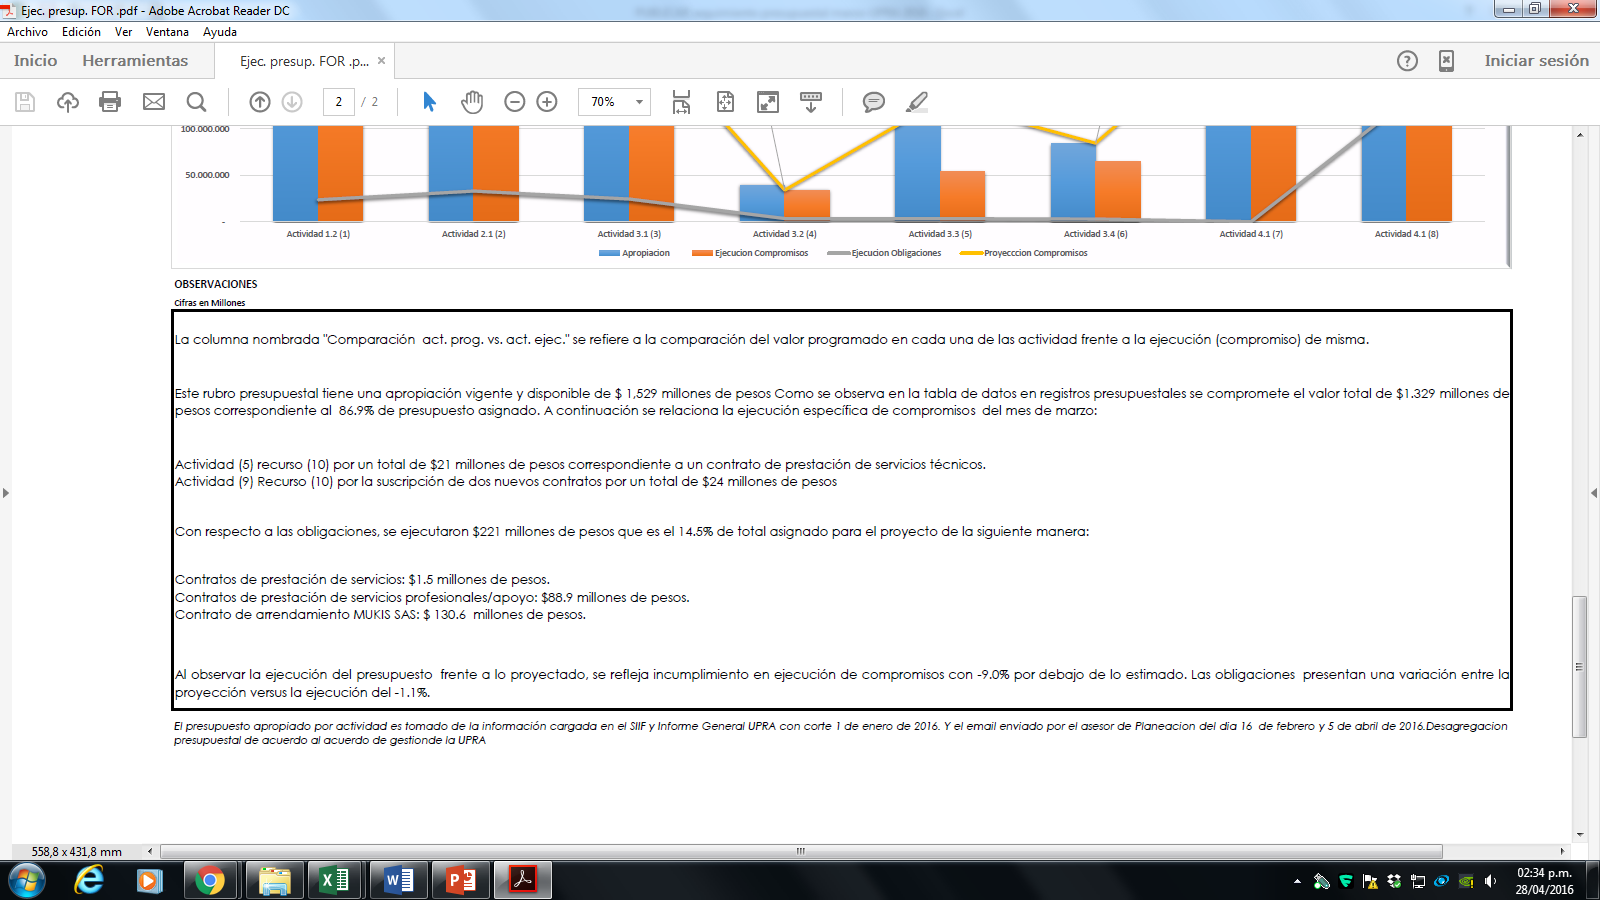 Ejec. presup. FOR .pdf - Adobe Acrobat Reader DC
Archivo Edición Ver Ventana Ayuda
Inicio Herramientas Ejec. presup. FOR .p... × Iniciar sesión
2 / 2 70%
100.000.000
50.000.000
-
Actividad 1.2 (1) Actividad 2.1 (2) Actividad 3.1 (3) Actividad 3.2 (4) Actividad 3.3 (5) Actividad 3.4 (6) Actividad 4.1 (7) Actividad 4.1 (8)
Apropiacion Ejecucion Compromisos Ejecucion Obligaciones Proyecccion Compromisos
OBSERVACIONES
Cifras en Millones
La columna nombrada "Comparación act. prog. vs. act. ejec." se refiere a la comparación del valor programado en cada una de las actividad frente a la ejecución (compromiso) de misma.
Este rubro presupuestal tiene una apropiación vigente y disponible de $ 1,529 millones de pesos Como se observa en la tabla de datos en registros presupuestales se compromete el valor total de $1.329 millones de
pesos correspondiente al 86.9% de presupuesto asignado. A continuación se relaciona la ejecución específica de compromisos del mes de marzo:
Actividad (5) recurso (10) por un total de $21 millones de pesos correspondiente a un contrato de prestación de servicios técnicos.
Actividad (9) Recurso (10) por la suscripción de dos nuevos contratos por un total de $24 millones de pesos
Con respecto a las obligaciones, se ejecutaron $221 millones de pesos que es el 14.5% de total asignado para el proyecto de la siguiente manera:
Contratos de prestación de servicios: $1.5 millones de pesos.
Contratos de prestación de servicios profesionales/apoyo: $88.9 millones de pesos.
Contrato de arrendamiento MUKIS SAS: $ 130.6 millones de pesos.
Al observar la ejecución del presupuesto frente a lo proyectado, se refleja incumplimiento en ejecución de compromisos con -9.0% por debajo de lo estimado. Las obligaciones presentan una variación entre la
proyección versus la ejecución del -1.1%.
El presupuesto apropiado por actividad es tomado de la información cargada en el SIIF y Informe General UPRA con corte 1 de enero de 2016. Y el email enviado por el asesor de Planeacion del dia 16 de febrero y 5 de abril de 2016.Desagregacion
presupuestal de acuerdo al acuerdo de gestionde la UPRA
558,8 x 431,8 mm
02:34 p.m.
28/04/2016